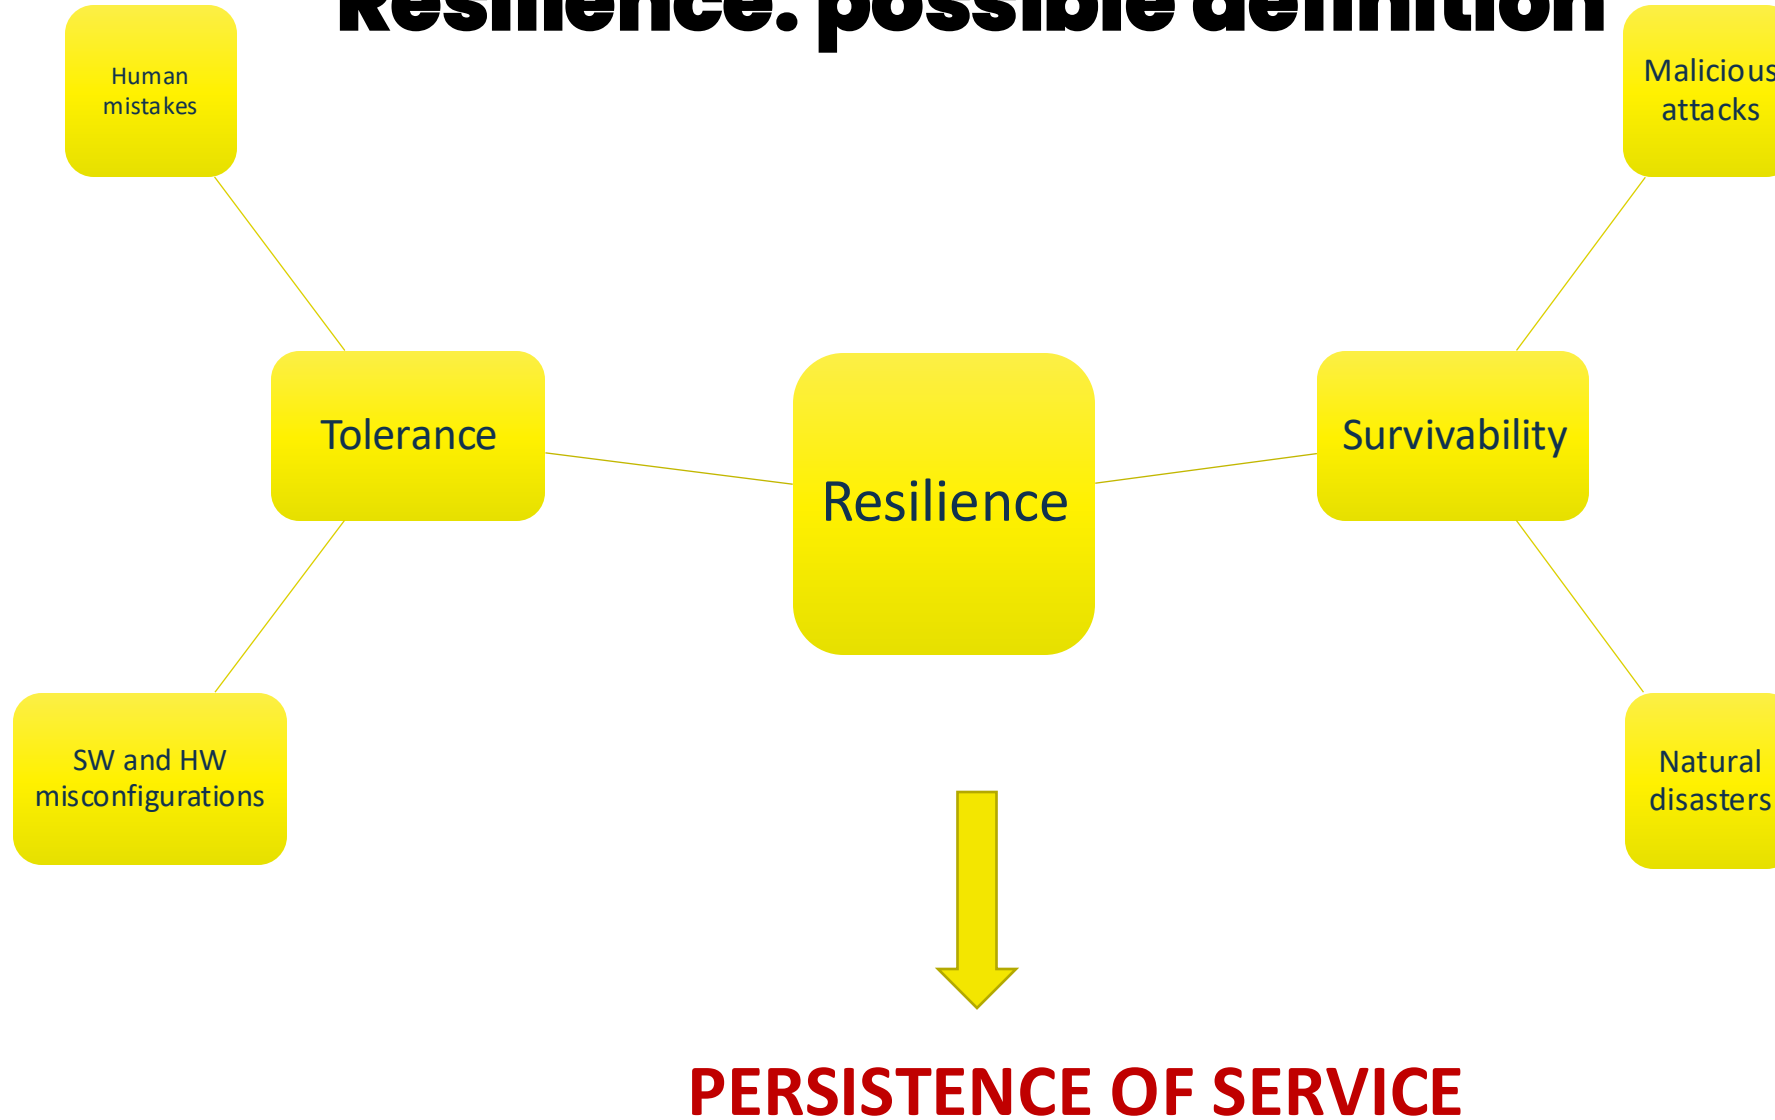 Resilience: possible definition
Human
mistakes
Malicious
attacks
Tolerance
Survivability
Resilience
SW and HW
misconfigurations
Natural
disasters
PERSISTENCE OF SERVICE